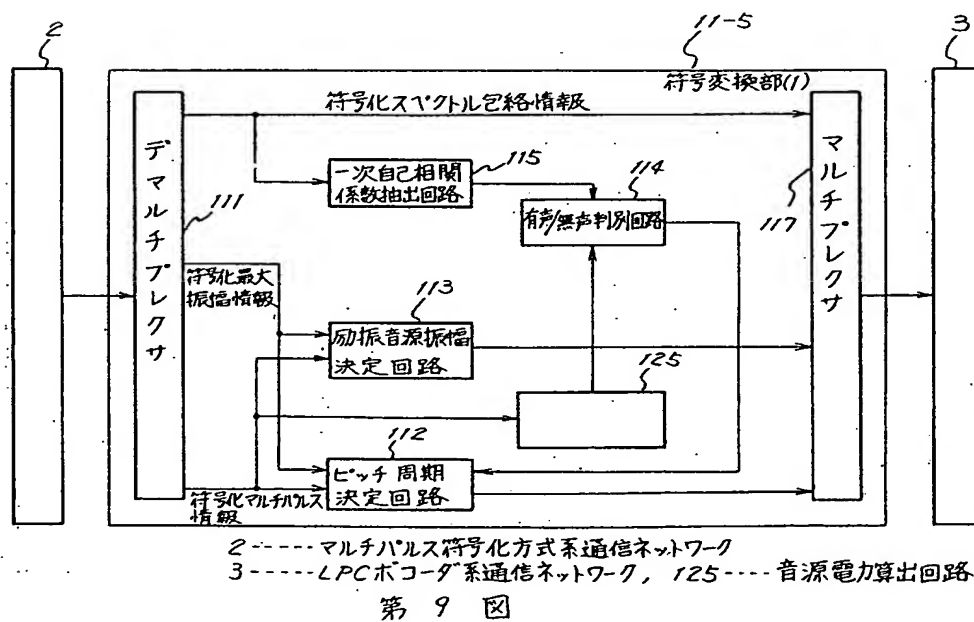 2
11-5
3
符号変換部(1)
符号化スペクトル包絡情報
デマルチプレクサ
111
一次自己相関
係数抽出回路
115
114
有声/無声判別回路
マルチプレクサ
117
符号化最大
振幅情報
113
励振音源振幅
決定回路
125
112
ピッチ周期
決定回路
符号化マルチパルス
情報
2-----マルチパルス符号化方式系通信ネットワーク
3-----LPCボコーダ系通信ネットワーク, 125----音源電力算出回路
第 9 図